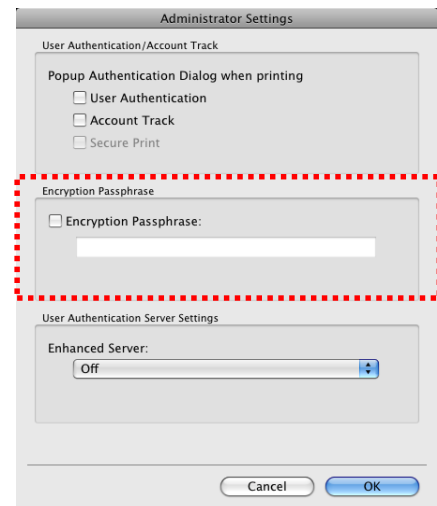 Administrator Settings
User Authentication/Account Track
Popup Authentication Dialog when printing
User Authentication
Account Track
Secure Print
Encryption Passphrase
Encryption Passphrase:
User Authentication Server Settings
Enhanced Server:
Off
Cancel OK